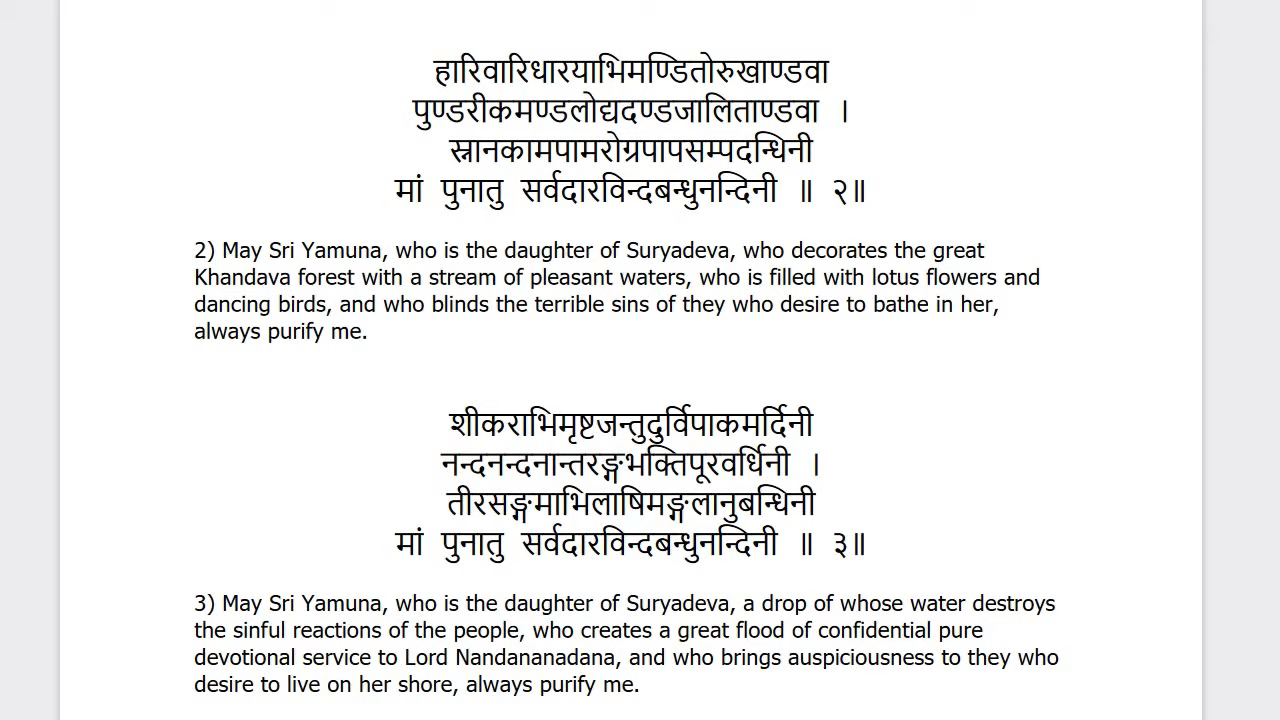 हारिवारिधारयाभिमण्डितोरुखाण्डवा
पुण्डरीकमण्डलोद्यदण्डजालिताण्डवा ।
स्नानकामपामरोग्रपापसम्पदन्धिनी
मां पुनातु सर्वदारविन्दबन्धुनन्दिनी ॥ २॥
2) May Sri Yamuna, who is the daughter of Suryadeva, who decorates the great
Khandava forest with a stream of pleasant waters, who is filled with lotus flowers and
dancing birds, and who blinds the terrible sins of they who desire to bathe in her,
always purify me.
शीकराभिमृष्टजन्तुदुर्विपाकमर्दिनी
नन्दनन्दनान्तरङ्गभक्तिपूरवर्धिनी ।
तीरसङ्गमाभिलाषिमङ्गलानुबन्धिनी
मां पुनातु सर्वदारविन्दबन्धुनन्दिनी ॥ ३॥
3) May Sri Yamuna, who is the daughter of Suryadeva, a drop of whose water destroys
the sinful reactions of the people, who creates a great flood of confidential pure
devotional service to Lord Nandananadana, and who brings auspiciousness to they who
desire to live on her shore, always purify me.